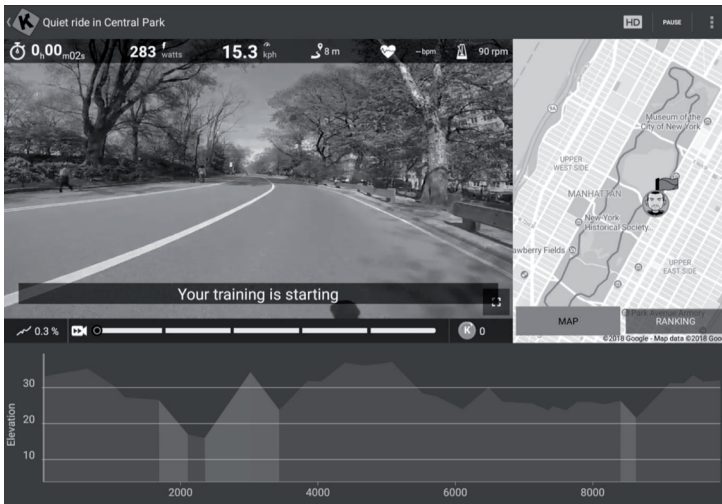 K Quiet ride in Central Park
HD
PAUSE
0h00m02s
283 watts
15.3 kph
8 m
-bpm
90 rpm
Museum of the
City of New York
UPPER
WEST SIDE
MANHATTAN
New-York
Historical Society
awberry Fields
UPPER
EAST SIDE
Park Avenue Armory
MAP
RANKING
©2018 Google - Map data ©2018 Goo
Your training is starting
0.3 %
K 0
Elevation
30
20
10
2000
4000
6000
8000